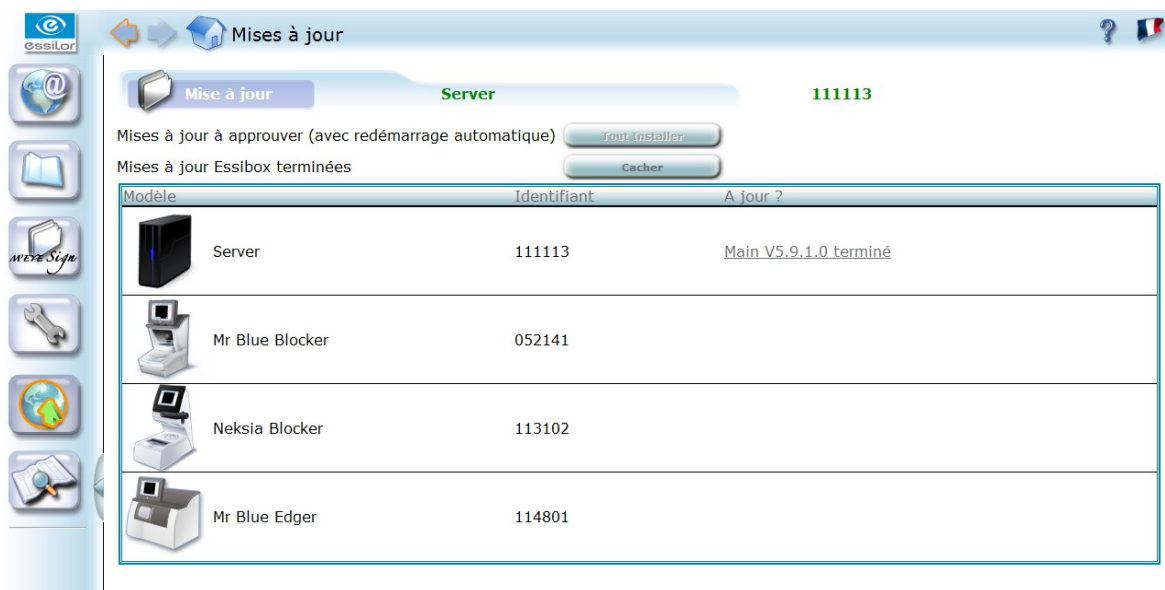 essilor
Mises à jour
Mise à jour Server 111113
Mises à jour à approuver (avec redémarrage automatique) Tout Installer
Mises à jour Essibox terminées Cacher
Modèle Identifiant A jour ?
Server 111113 Main V5.9.1.0 terminé
M'EYE Sign
Mr Blue Blocker 052141
Neksia Blocker 113102
Mr Blue Edger 114801